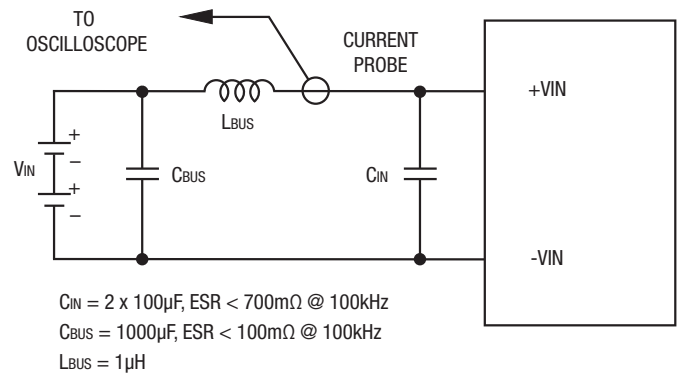 TO
OSCILLOSCOPE
CURRENT
PROBE
+VIN
LBUS
+
VIN
−
+
−
CBUS
CIN
-VIN
CIN = 2 x 100µF, ESR < 700mΩ @ 100kHz
CBUS = 1000µF, ESR < 100mΩ @ 100kHz
LBUS = 1µH